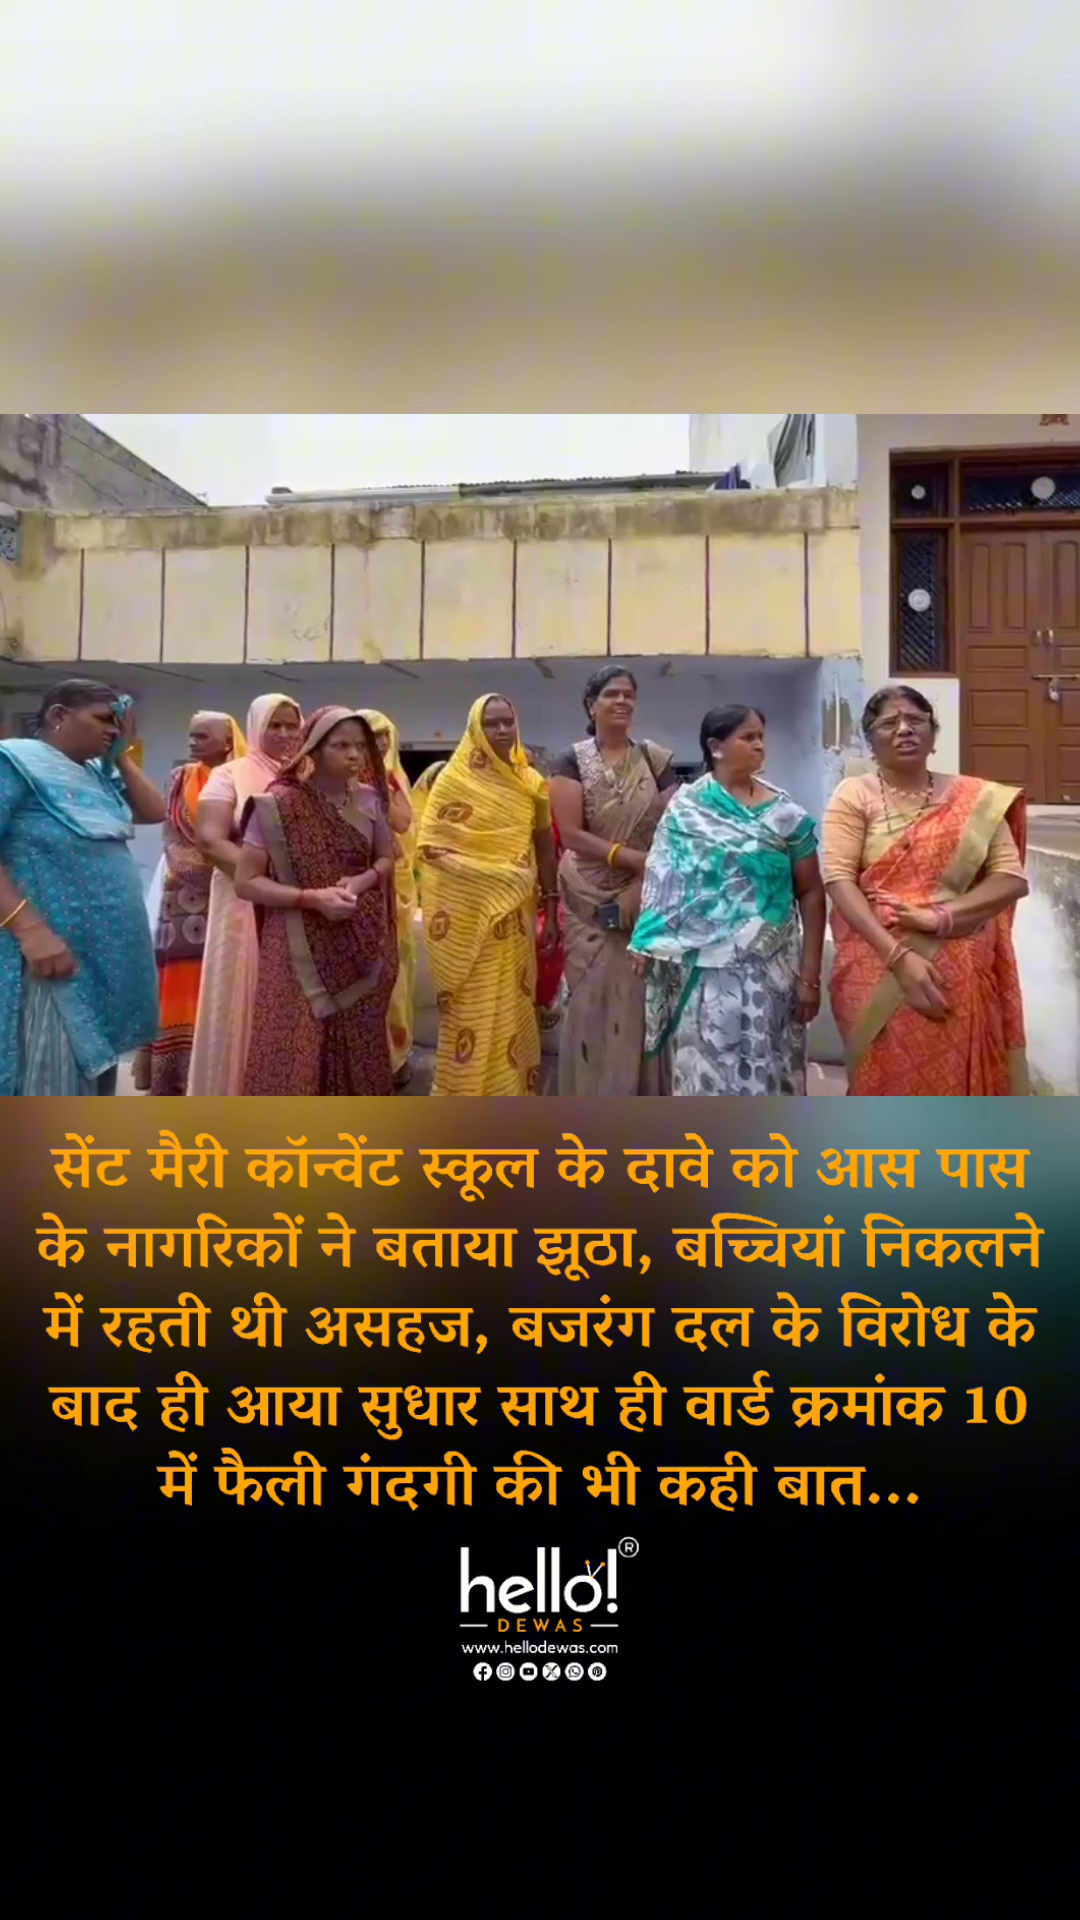 सेंट मैरी कॉन्वेंट स्कूल के दावे को आस पास
के नागरिकों ने बताया झूठा, बच्चियां निकलने
में रहती थी असहज, बजरंग दल के विरोध के
बाद ही आया सुधार साथ ही वार्ड क्रमांक 10
में फैली गंदगी की भी कही बात...
hello!®
DEWAS
www.hellodewas.com